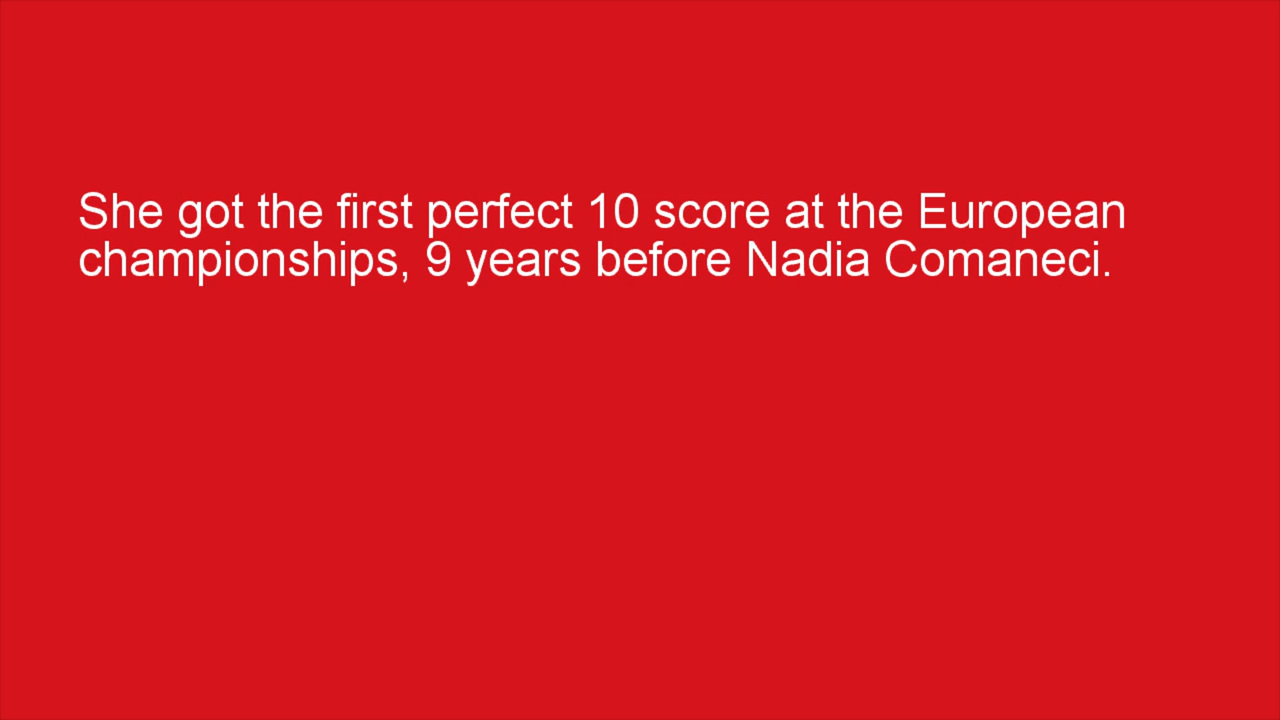 She got the first perfect 10 score at the European
championships, 9 years before Nadia Comaneci.